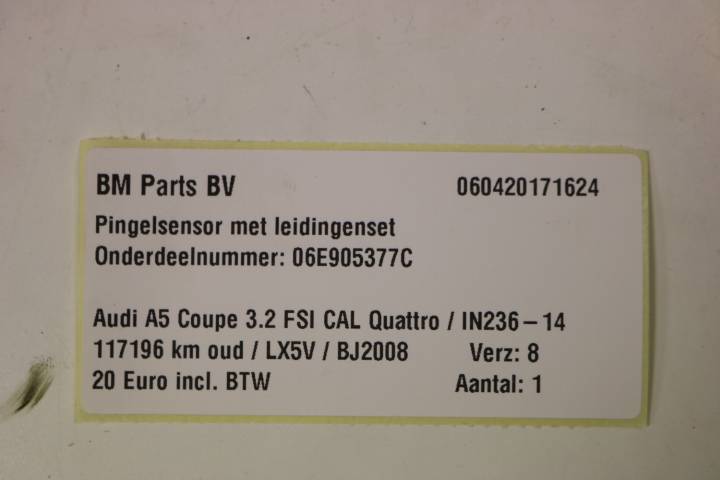 BM Parts BV 060420171624
Pingelsensor met leidingenset
Onderdeelnummer: 06E905377C
Audi A5 Coupe 3.2 FSI CAL Quattro / IN236-14
117196 km oud / LX5V / BJ2008 Verz: 8
20 Euro incl. BTW Aantal: 1